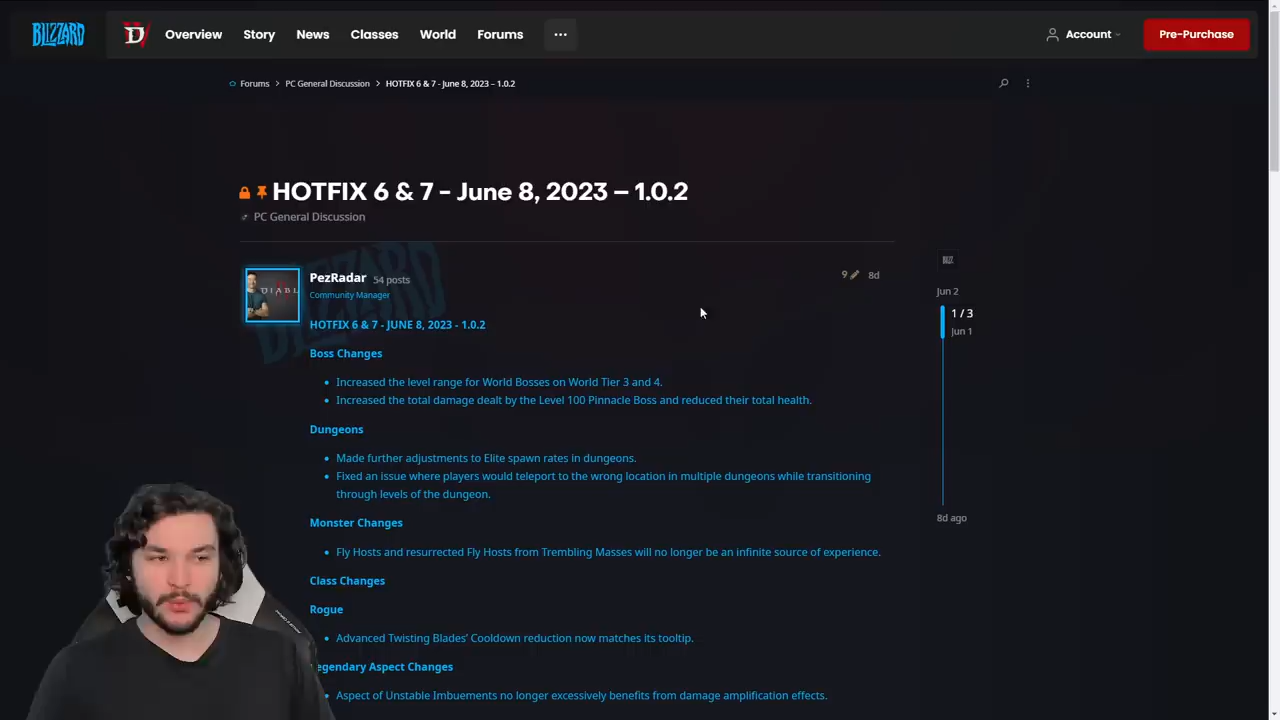 BLIZZARD
Overview Story News Classes World Forums ... Account Pre-Purchase
Forums > PC General Discussion > HOTFIX 6 & 7 - June 8, 2023 – 1.0.2
HOTFIX 6 & 7 - June 8, 2023 – 1.0.2
PC General Discussion
PezRadar 54 posts 9 8d
Community Manager
HOTFIX 6 & 7 - JUNE 8, 2023 - 1.0.2
Boss Changes
• Increased the level range for World Bosses on World Tier 3 and 4.
• Increased the total damage dealt by the Level 100 Pinnacle Boss and reduced their total health.
Dungeons
• Made further adjustments to Elite spawn rates in dungeons.
• Fixed an issue where players would teleport to the wrong location in multiple dungeons while transitioning
through levels of the dungeon.
Monster Changes
• Fly Hosts and resurrected Fly Hosts from Trembling Masses will no longer be an infinite source of experience.
Class Changes
Rogue
• Advanced Twisting Blades' Cooldown reduction now matches its tooltip.
Legendary Aspect Changes
• Aspect of Unstable Imbuements no longer excessively benefits from damage amplification effects.
Jun 2
1 / 3
Jun 1
8d ago